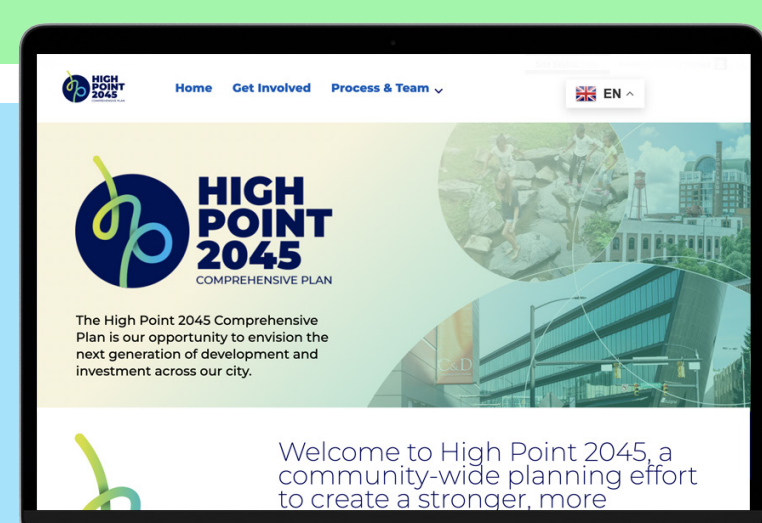 HIGH
POINT
2045
COMPREHENSIVE PLAN
Home Get Involved Process & Team
EN
HIGH
POINT
2045
COMPREHENSIVE PLAN
The High Point 2045 Comprehensive
Plan is our opportunity to envision the
next generation of development and
investment across our city.
C&D
Welcome to High Point 2045, a
community-wide planning effort
to create a stronger, more